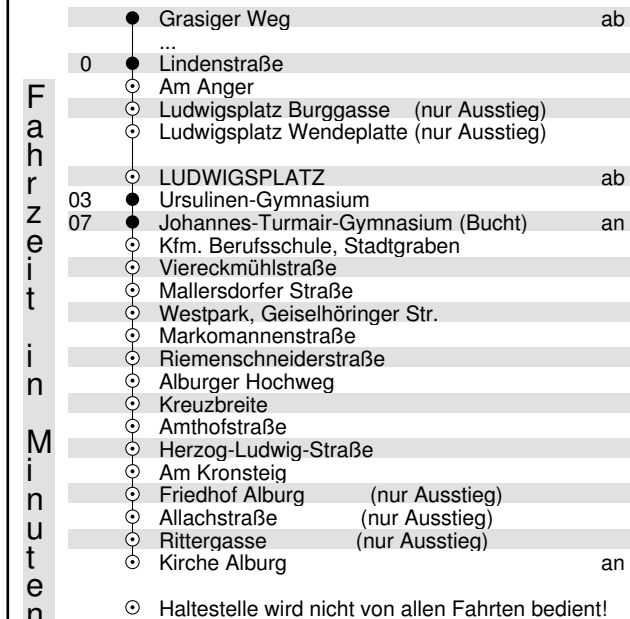 Grasiger Weg ab
...
0 Lindenstraße
Am Anger
Ludwigsplatz Burggasse (nur Ausstieg)
Ludwigsplatz Wendeplatte (nur Ausstieg)
LUDWIGSPLATZ ab
03 Ursulinen-Gymnasium
07 Johannes-Turmair-Gymnasium (Bucht) an
Kfm. Berufsschule, Stadtgraben
Viereckmühlstraße
Mallersdorfer Straße
Westpark, Geiselhöringer Str.
Markomannenstraße
Riemenschneiderstraße
Alburger Hochweg
Kreuzbreite
Amthofstraße
Herzog-Ludwig-Straße
Am Kronsteig
Friedhof Alburg (nur Ausstieg)
Allachstraße (nur Ausstieg)
Rittergasse (nur Ausstieg)
Kirche Alburg an
Haltestelle wird nicht von allen Fahrten bedient!
Fahrzeit in Minuten